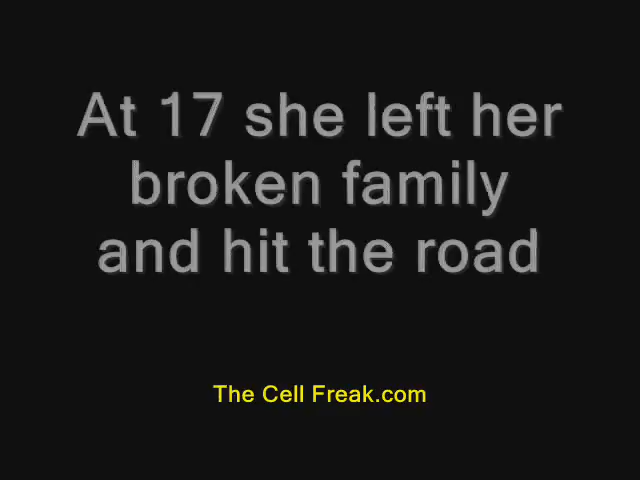 At 17 she left her
broken family
and hit the road
The Cell Freak.com